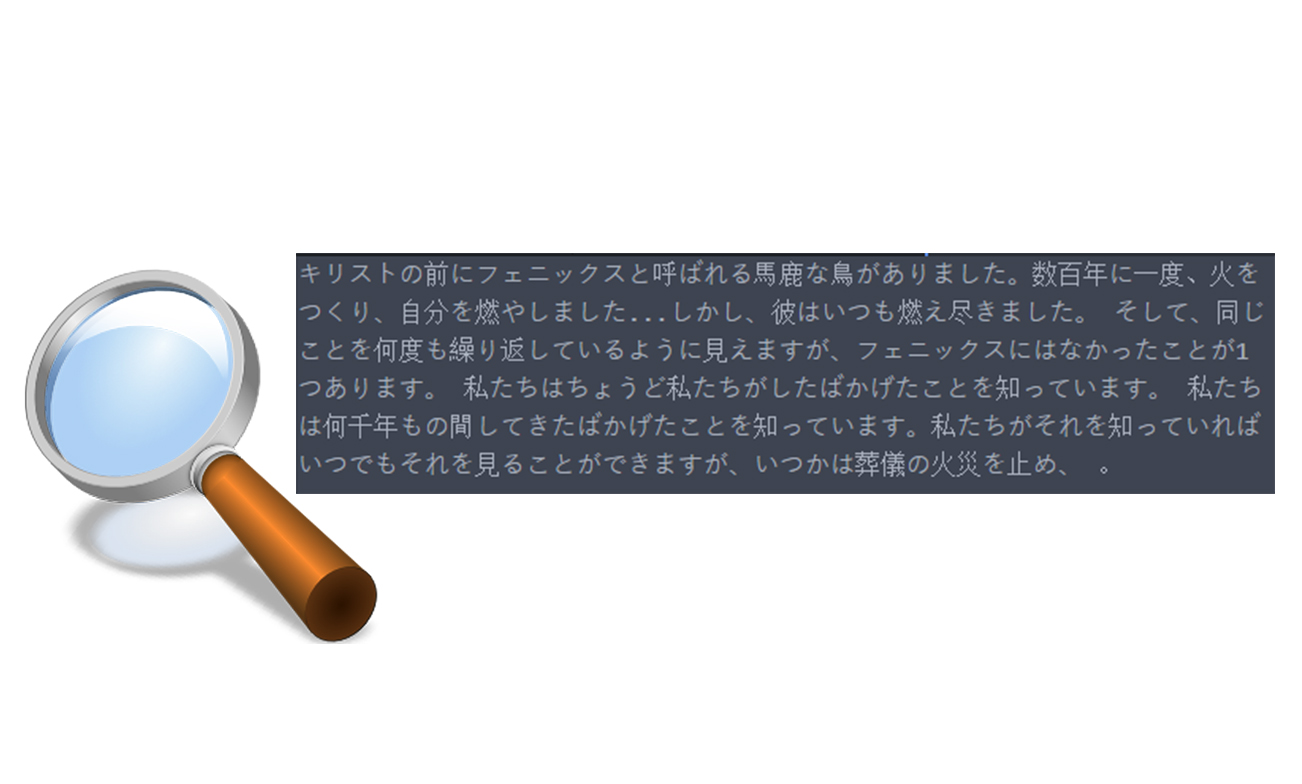 キリストの前にフェニックスと呼ばれる馬鹿な鳥がありました。数百年に一度、火を
つくり、自分を燃やしました...しかし、彼はいつも燃え尽きました。 そして、同じ
ことを何度も繰り返しているように見えますが、フェニックスにはなかったことが1
つあります。 私たちはちょうど私たちがしたばかげたことを知っています。 私たち
は何千年もの間してきたばかげたことを知っています。私たちがそれを知っていれば
いつでもそれを見ることができますが、いつかは葬儀の火災を止め、 。